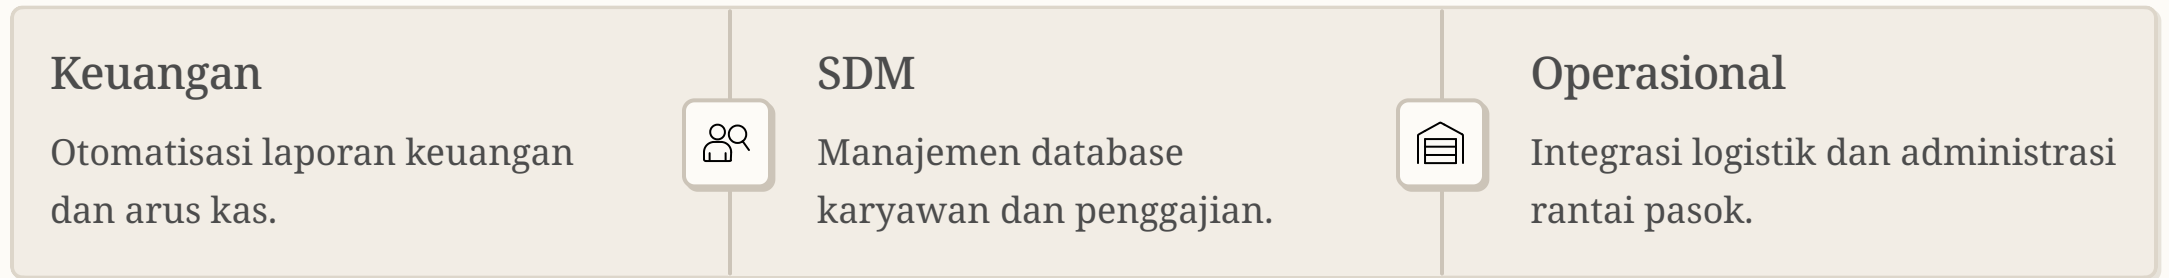 Keuangan
Otomatisasi laporan keuangan
dan arus kas.
SDM
Manajemen database
karyawan dan penggajian.
Operasional
Integrasi logistik dan administrasi
rantai pasok.